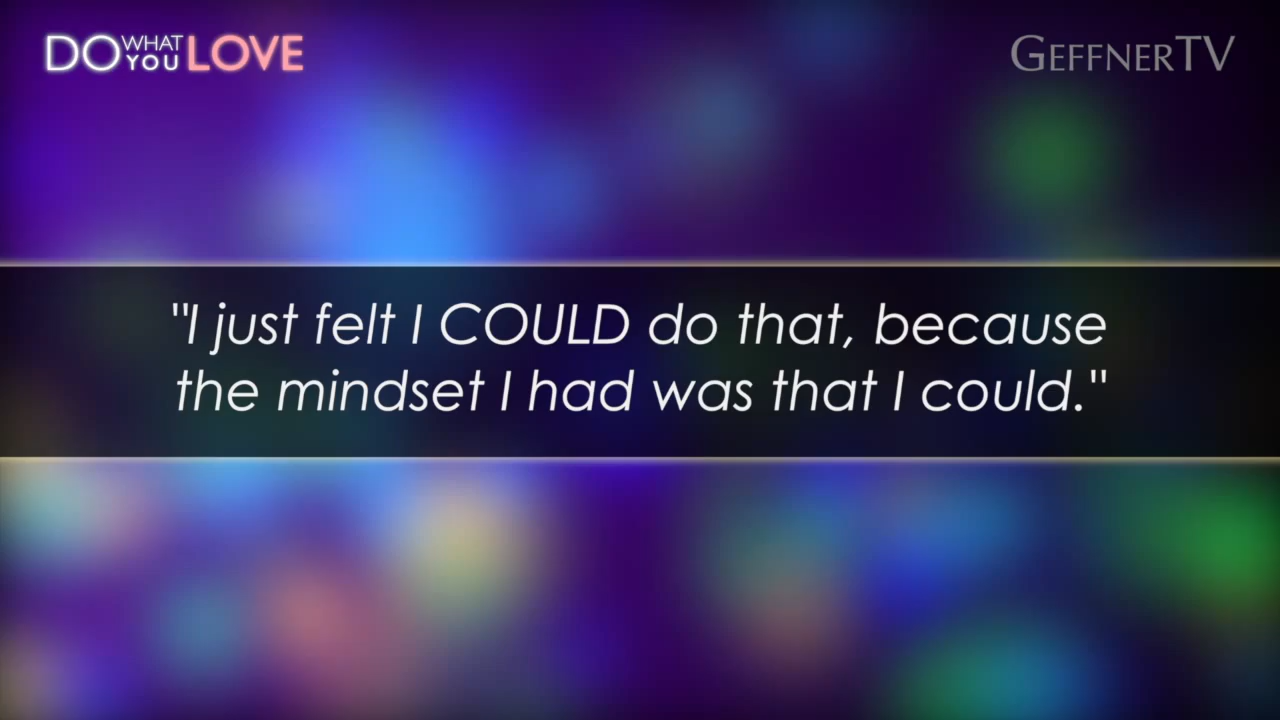 DO WHAT YOU LOVE
GEFFNERTV
"I just felt I COULD do that, because
the mindset I had was that I could."